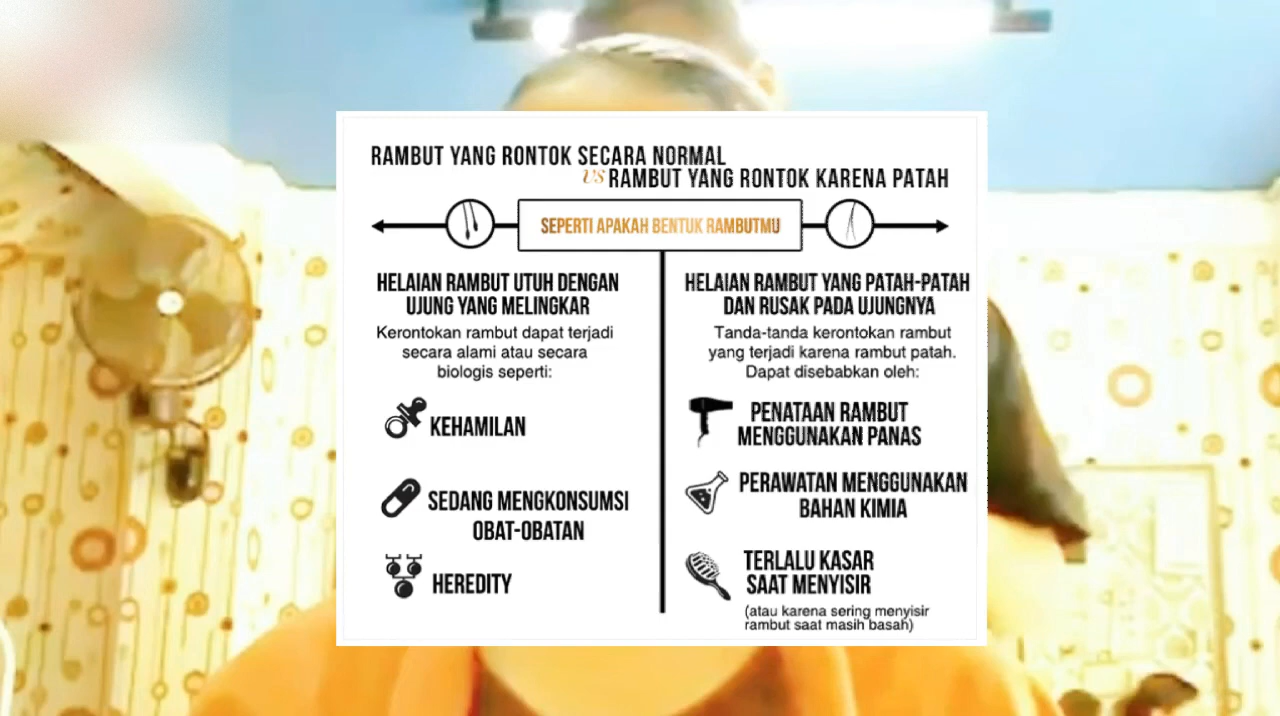 RAMBUT YANG RONTOK SECARA NORMAL
VS RAMBUT YANG RONTOK KARENA PATAH
SEPERTI APAKAH BENTUK RAMBUTMU
HELAIAN RAMBUT UTUH DENGAN
UJUNG YANG MELINGKAR
Kerontokan rambut dapat terjadi
secara alami atau secara
biologis seperti:
KEHAMILAN
SEDANG MENGKONSUMSI
OBAT-OBATAN
HEREDITY
HELAIAN RAMBUT YANG PATAH-PATAH
DAN RUSAK PADA UJUNGNYA
Tanda-tanda kerontokan rambut
yang terjadi karena rambut patah.
Dapat disebabkan oleh:
PENATAAN RAMBUT
MENGGUNAKAN PANAS
PERAWATAN MENGGUNAKAN
BAHAN KIMIA
TERLALU KASAR
SAAT MENYISIR
(atau karena sering menyisir
rambut saat masih basah)